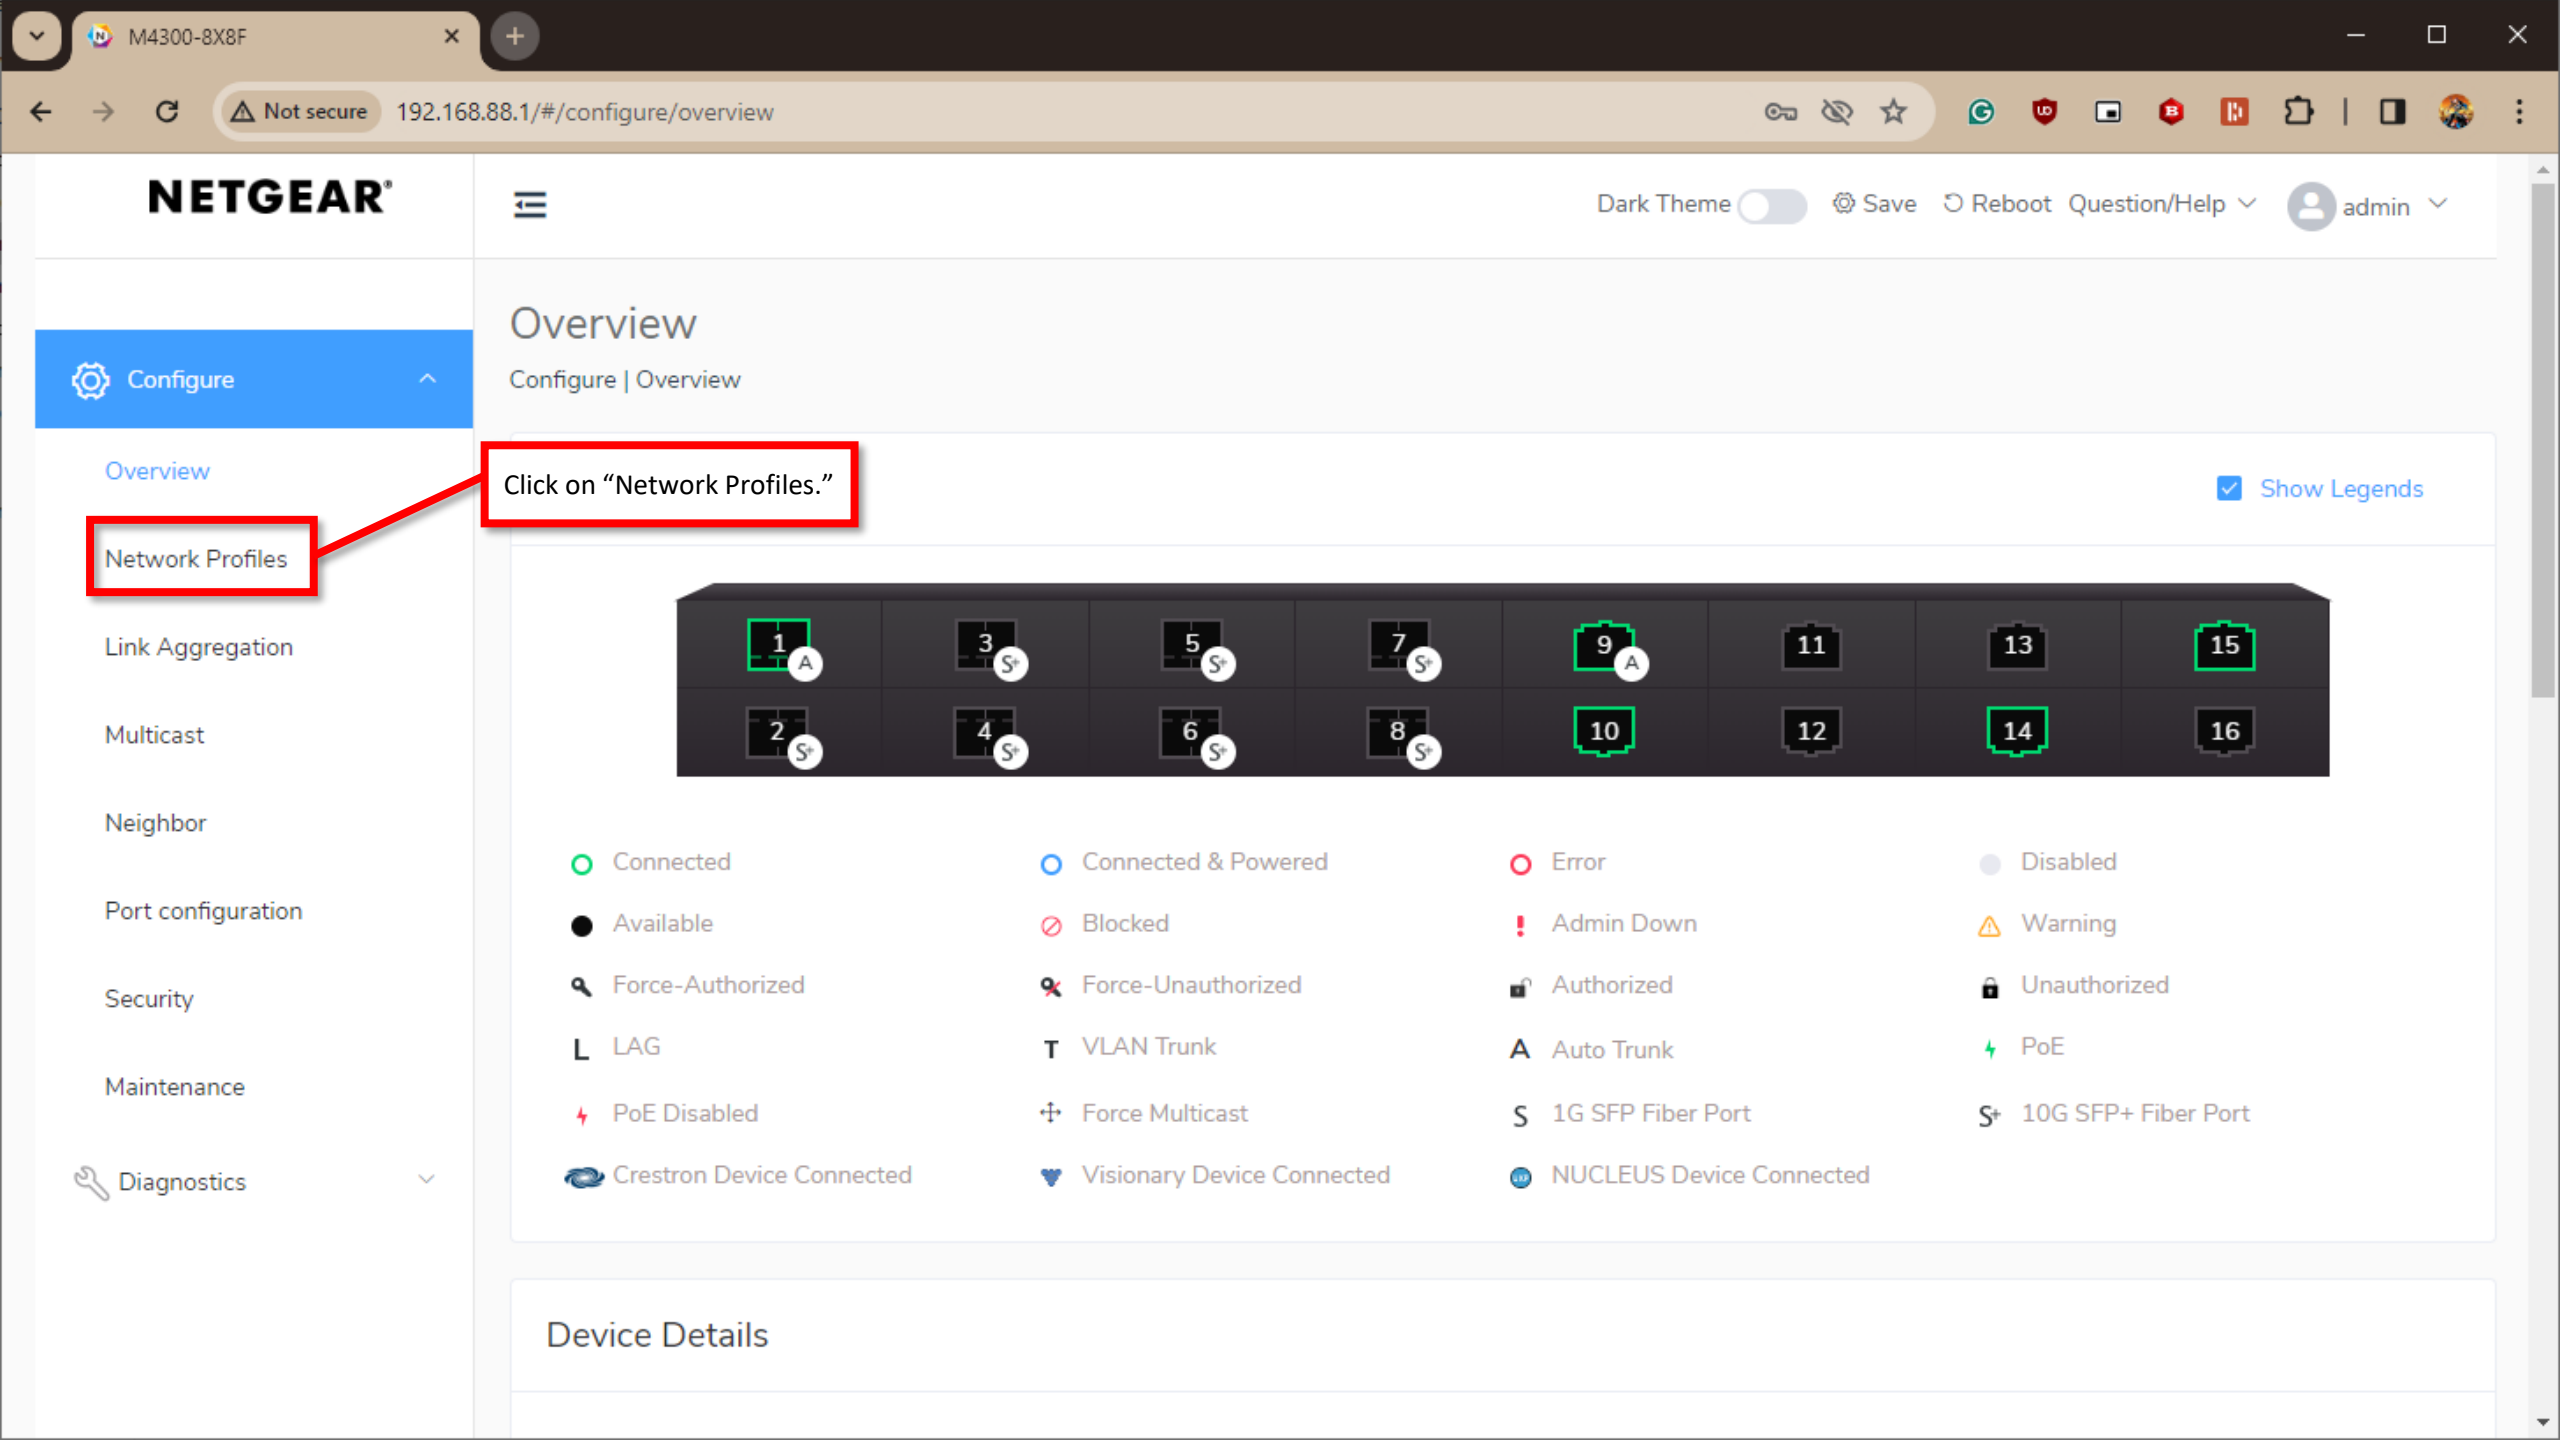 M4300-8X8F
Not secure 192.168.88.1/#/configure/overview
NETGEAR®
Dark Theme Save Reboot Question/Help admin
Overview
Configure | Overview
Configure
Overview
Network Profiles
Link Aggregation
Multicast
Neighbor
Port configuration
Security
Maintenance
Diagnostics
Click on “Network Profiles.”
Show Legends
1 A 3 S+ 5 S+ 7 S+ 9 A 11 13 15
2 S+ 4 S+ 6 S+ 8 S+ 10 12 14 16
Connected Connected & Powered Error Disabled
Available Blocked Admin Down Warning
Force-Authorized Force-Unauthorized Authorized Unauthorized
L LAG T VLAN Trunk A Auto Trunk PoE
PoE Disabled Force Multicast S 1G SFP Fiber Port S+ 10G SFP+ Fiber Port
Crestron Device Connected Visionary Device Connected NUCLEUS Device Connected
Device Details